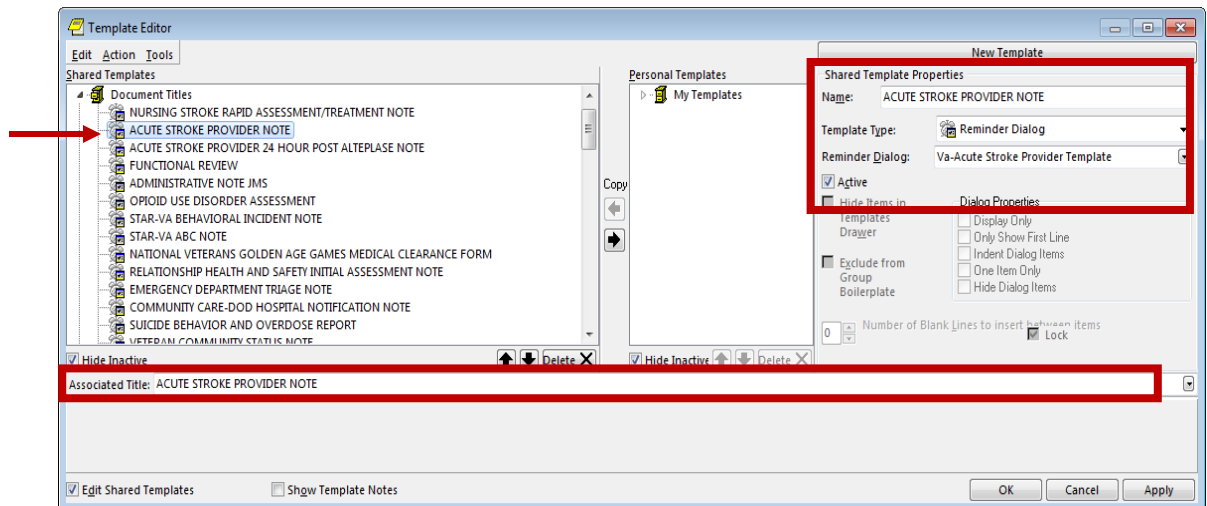 Template Editor
Edit Action Tools
New Template
Shared Templates
Personal Templates
Shared Template Properties
Document Titles
NURSING STROKE RAPID ASSESSMENT/TREATMENT NOTE
ACUTE STROKE PROVIDER NOTE
ACUTE STROKE PROVIDER 24 HOUR POST ALTEPLASE NOTE
FUNCTIONAL REVIEW
ADMINISTRATIVE NOTE JMS
OPIOID USE DISORDER ASSESSMENT
STAR-VA BEHAVIORAL INCIDENT NOTE
STAR-VA ABC NOTE
NATIONAL VETERANS GOLDEN AGE GAMES MEDICAL CLEARANCE FORM
RELATIONSHIP HEALTH AND SAFETY INITIAL ASSESSMENT NOTE
EMERGENCY DEPARTMENT TRIAGE NOTE
COMMUNITY CARE-DOD HOSPITAL NOTIFICATION NOTE
SUICIDE BEHAVIOR AND OVERDOSE REPORT
VETERAN COMMUNITY STATUS NOTE
Copy
My Templates
Name: ACUTE STROKE PROVIDER NOTE
Template Type: Reminder Dialog
Reminder Dialog: Va-Acute Stroke Provider Template
Active
Hide Items in
Templates
Drawer
Exclude from
Group
Boilerplate
Dialog Properties
Display Only
Only Show First Line
Indent Dialog Items
One Item Only
Hide Dialog Items
0 Number of Blank Lines to insert between items
Lock
Hide Inactive
Delete
Hide Inactive
Delete
Associated Title: ACUTE STROKE PROVIDER NOTE
Edit Shared Templates
Show Template Notes
OK
Cancel
Apply